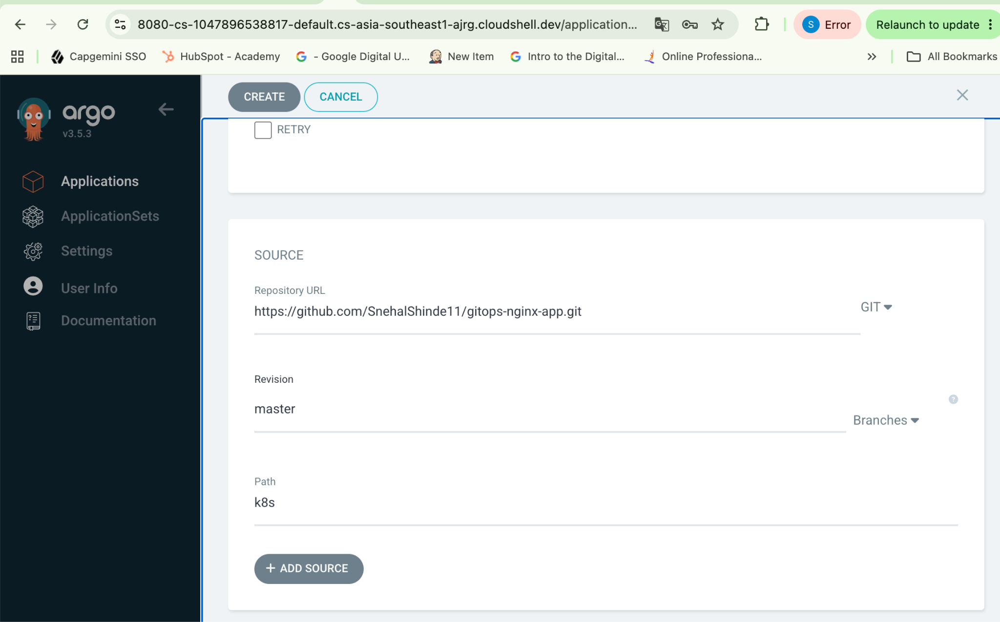 8080-cs-1047896538817-default.cs-asia-southeast1-ajrg.cloudshell.dev/application...
S Error
Relaunch to update
Capgemini SSO
HubSpot - Academy
- Google Digital U...
New Item
Intro to the Digital...
Online Professiona...
All Bookmarks
argo
v3.5.3
Applications
ApplicationSets
Settings
User Info
Documentation
CREATE
CANCEL
RETRY
SOURCE
Repository URL
https://github.com/SnehalShinde11/gitops-nginx-app.git
GIT
Revision
master
?
Branches
Path
k8s
+ ADD SOURCE